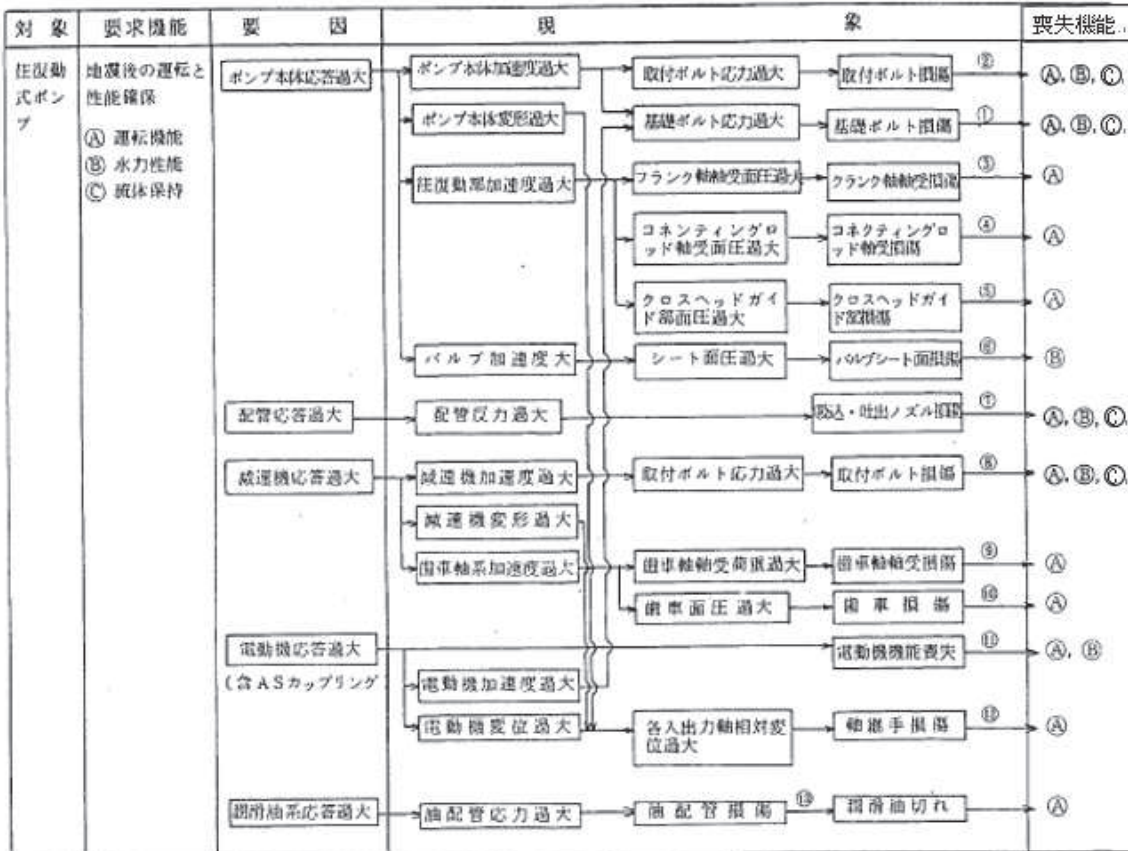 対象
要求機能
要因
現象
喪失機能
往復動
式ポン
プ
地震後の運転と
性能確保
Ⓐ 運転機能
Ⓑ 水力性能
Ⓒ 流体保持
ポンプ本体応答過大
ポンプ本体加速度過大
取付ボルト応力過大
取付ボルト損傷
②
Ⓐ, Ⓑ, Ⓒ
ポンプ本体変形過大
基礎ボルト応力過大
基礎ボルト損傷
①
Ⓐ, Ⓑ, Ⓒ
往復動部加速度過大
フランク軸軸受面圧過大
クランク軸軸受損傷
③
Ⓐ
コネンティングロ
ッド軸受面圧過大
コネクティングロ
ッド軸受損傷
④
Ⓐ
クロスヘッドガイ
ド部面圧過大
クロスヘッドガイ
ド部損傷
⑤
Ⓐ
バルブ加速度大
シート面圧過大
バルブシート面損傷
⑥
Ⓑ
配管応答過大
配管反力過大
吸込・吐出ノズル損傷
⑦
Ⓐ, Ⓑ, Ⓒ
減速機応答過大
減速機加速度過大
取付ボルト応力過大
取付ボルト損傷
⑧
Ⓐ, Ⓑ, Ⓒ
減速機変形過大
歯車軸系加速度過大
歯車軸軸受荷重過大
歯車軸軸受損傷
⑨
Ⓐ
歯車面圧過大
歯車損傷
⑩
Ⓐ
電動機応答過大
(含ASカップリング
電動機機能喪失
⑪
Ⓐ, Ⓑ
電動機加速度過大
電動機変位過大
各入出力軸相対変
位過大
軸継手損傷
⑫
Ⓐ
潤滑油系応答過大
油配管応力過大
油配管損傷
⑬
潤滑油切れ
Ⓐ